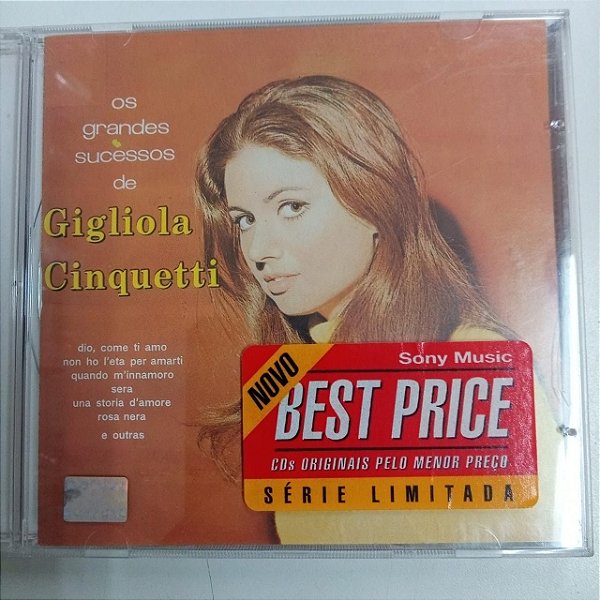 os
grandes
sucessos
de
Gigliola
Cinquetti
dio, come ti amo
non ho l'eta per amarti
quando m'innamoro
sera
una storia d'amore
rosa nera
e outras
NOVO
Sony Music
BEST PRICE
CDs ORIGINAIS PELO MENOR PREÇO
SÉRIE LIMITADA